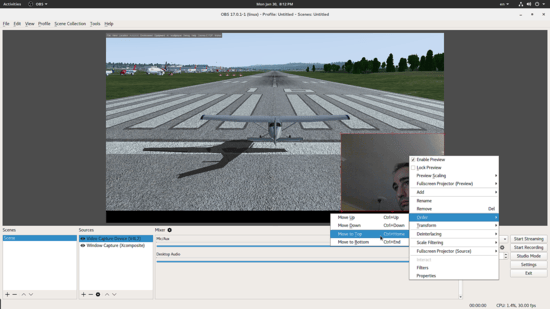 Activities OBS Mon Jan 30, 8:13 PM en
OBS 17.0.1-1 (linux) - Profile: Untitled - Scenes: Untitled
File Edit View Profile Scene Collection Tools Help
Enable Preview
Lock Preview
Preview Scaling
Fullscreen Projector (Preview)
Add
Rename
Remove Del
Order
Transform
Deinterlacing
Scale Filtering
Fullscreen Projector (Source)
Interact
Filters
Properties
Move Up Ctrl+Up
Move Down Ctrl+Down
Move to Top Ctrl+Home
Move to Bottom Ctrl+End
Scenes
Scene
Sources
Video Capture Device (V4L2)
Window Capture (Xcomposite)
Mixer
Mic/Aux
Desktop Audio
Start Streaming
Start Recording
Studio Mode
Settings
Exit
00:00:00 CPU: 1.4%, 30.00 fps